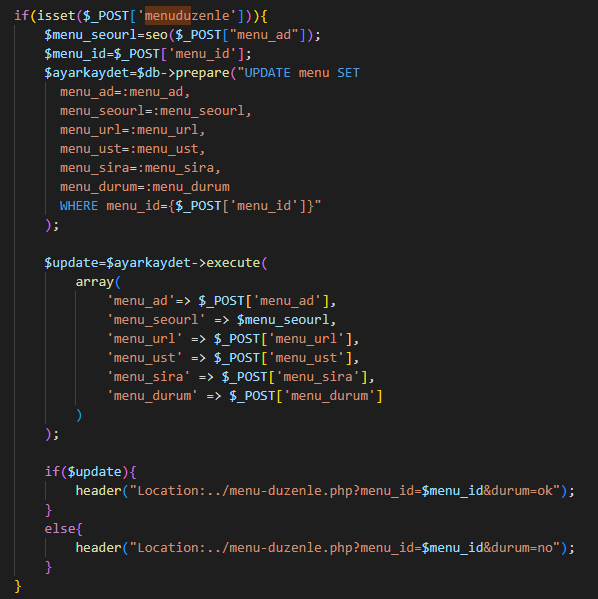 if(isset($_POST['menuduzenle'])){
$menu_seourl=seo($_POST["menu_ad"]);
$menu_id=$_POST['menu_id'];
$ayarkaydet=$db->prepare("UPDATE menu SET
menu_ad=:menu_ad,
menu_seourl=:menu_seourl,
menu_url=:menu_url,
menu_ust=:menu_ust,
menu_sira=:menu_sira,
menu_durum=:menu_durum
WHERE menu_id={$_POST['menu_id']}"
);
$update=$ayarkaydet->execute(
array(
'menu_ad'=> $_POST['menu_ad'],
'menu_seourl' => $menu_seourl,
'menu_url' => $_POST['menu_url'],
'menu_ust' => $_POST['menu_ust'],
'menu_sira' => $_POST['menu_sira'],
'menu_durum' => $_POST['menu_durum']
)
);
if($update){
header("Location:../menu-duzenle.php?menu_id=$menu_id&durum=ok");
}
else{
header("Location:../menu-duzenle.php?menu_id=$menu_id&durum=no");
}
}